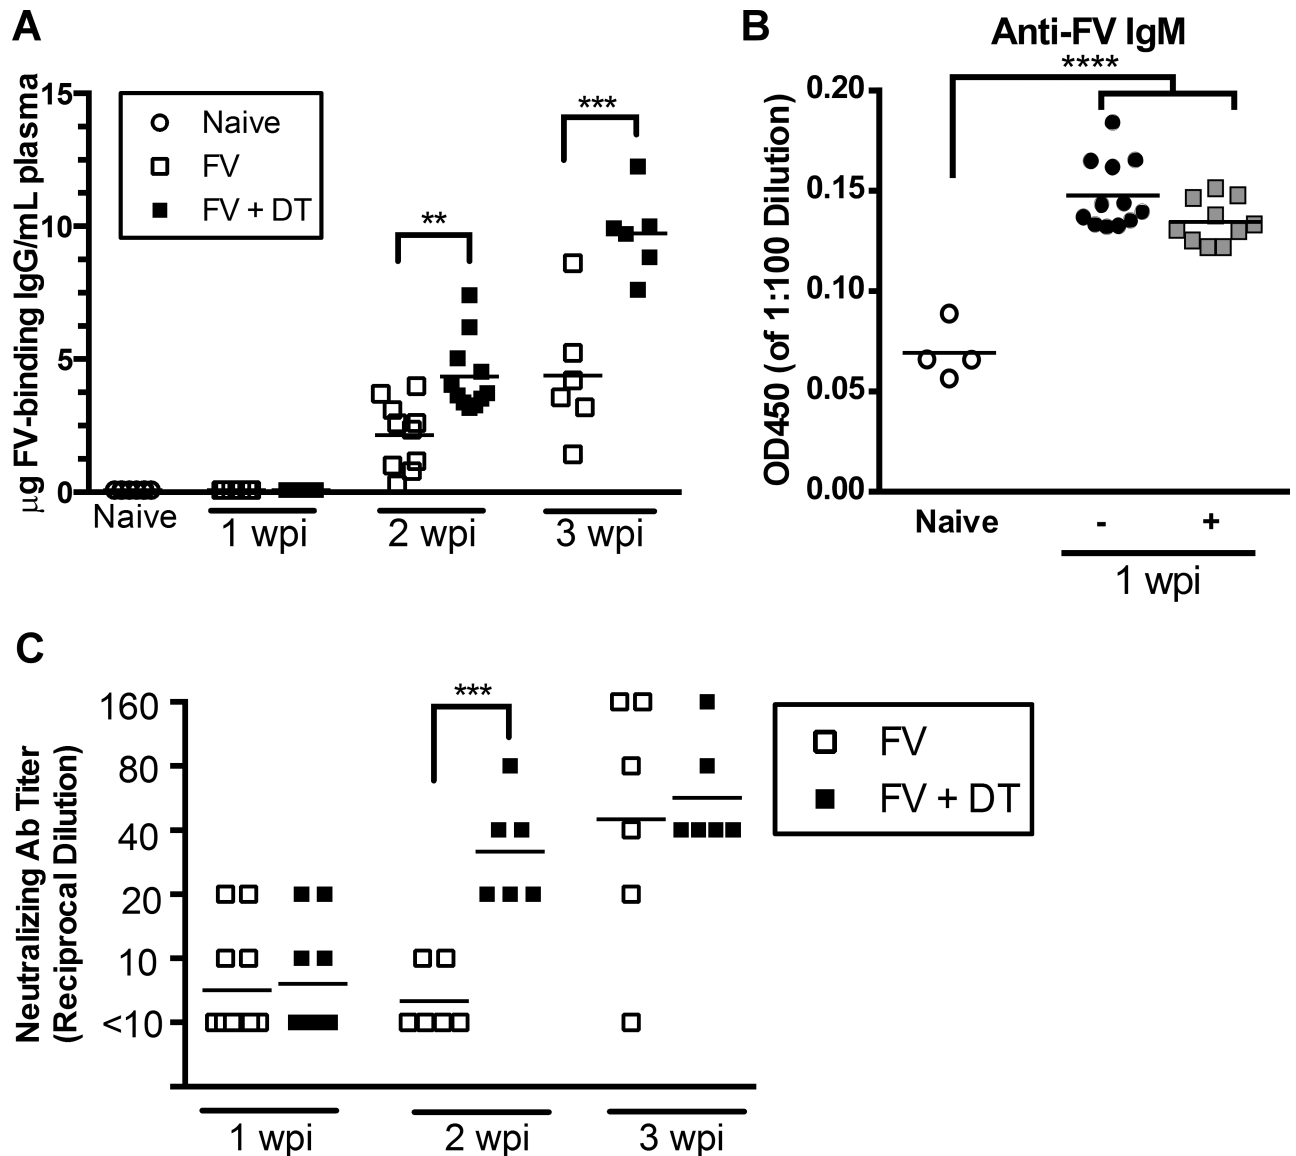 A
µg FV-binding IgG/mL plasma
15
10
5
0
Naive
FV
FV + DT
**
***
Naive
1 wpi
2 wpi
3 wpi
B
Anti-FV IgM
****
OD450 (of 1:100 Dilution)
0.20
0.15
0.10
0.05
0.00
Naive
-
+
1 wpi
C
Neutralizing Ab Titer
(Reciprocal Dilution)
160
80
40
20
10
<10
***
FV
FV + DT
1 wpi
2 wpi
3 wpi